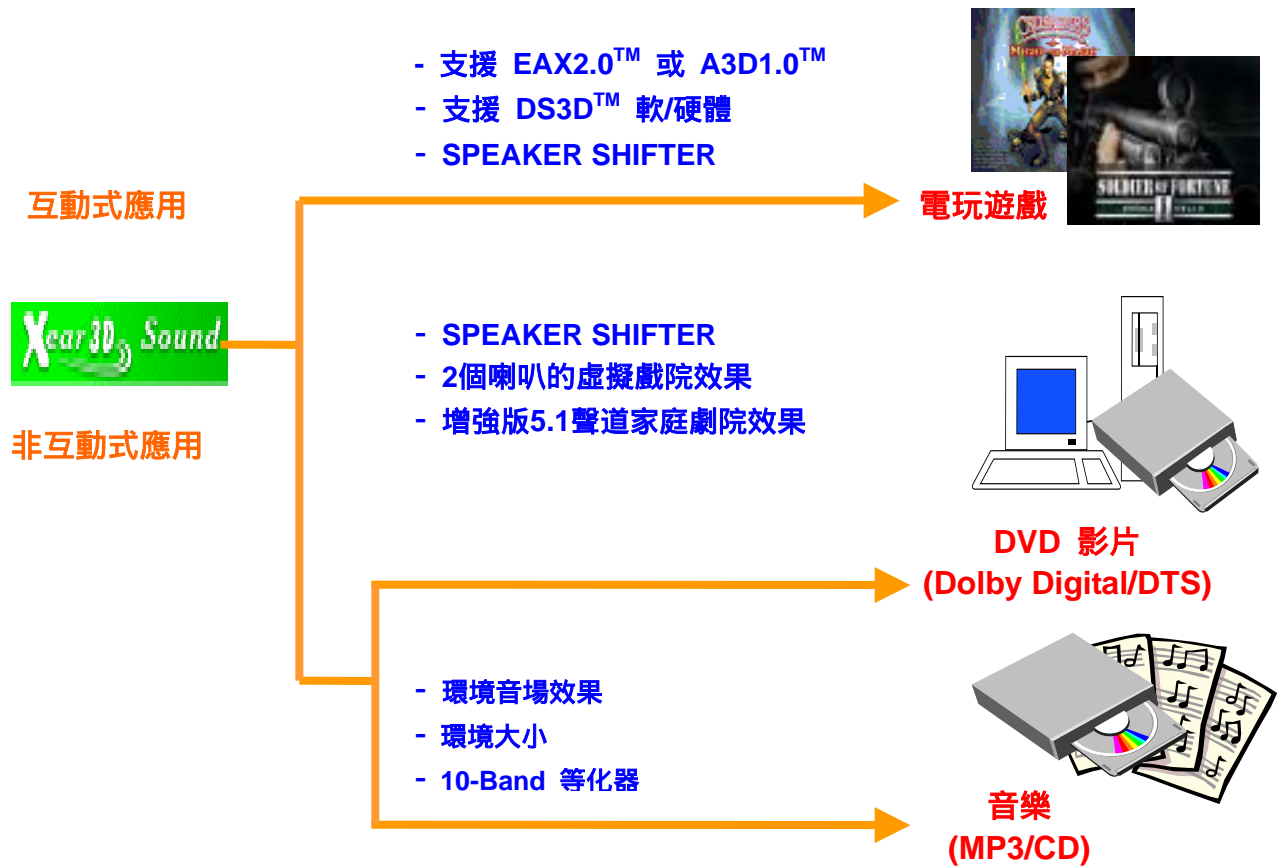 - 支援 EAX2.0™ 或 A3D1.0™
- 支援 DS3D™ 軟/硬體
- SPEAKER SHIFTER
互動式應用
電玩遊戲
SOLDIER OF FORTUNE
II
Xear 3D Sound
- SPEAKER SHIFTER
- 2個喇叭的虛擬戲院效果
- 增強版5.1聲道家庭劇院效果
非互動式應用
DVD 影片
(Dolby Digital/DTS)
- 環境音場效果
- 環境大小
- 10-Band 等化器
音樂
(MP3/CD)